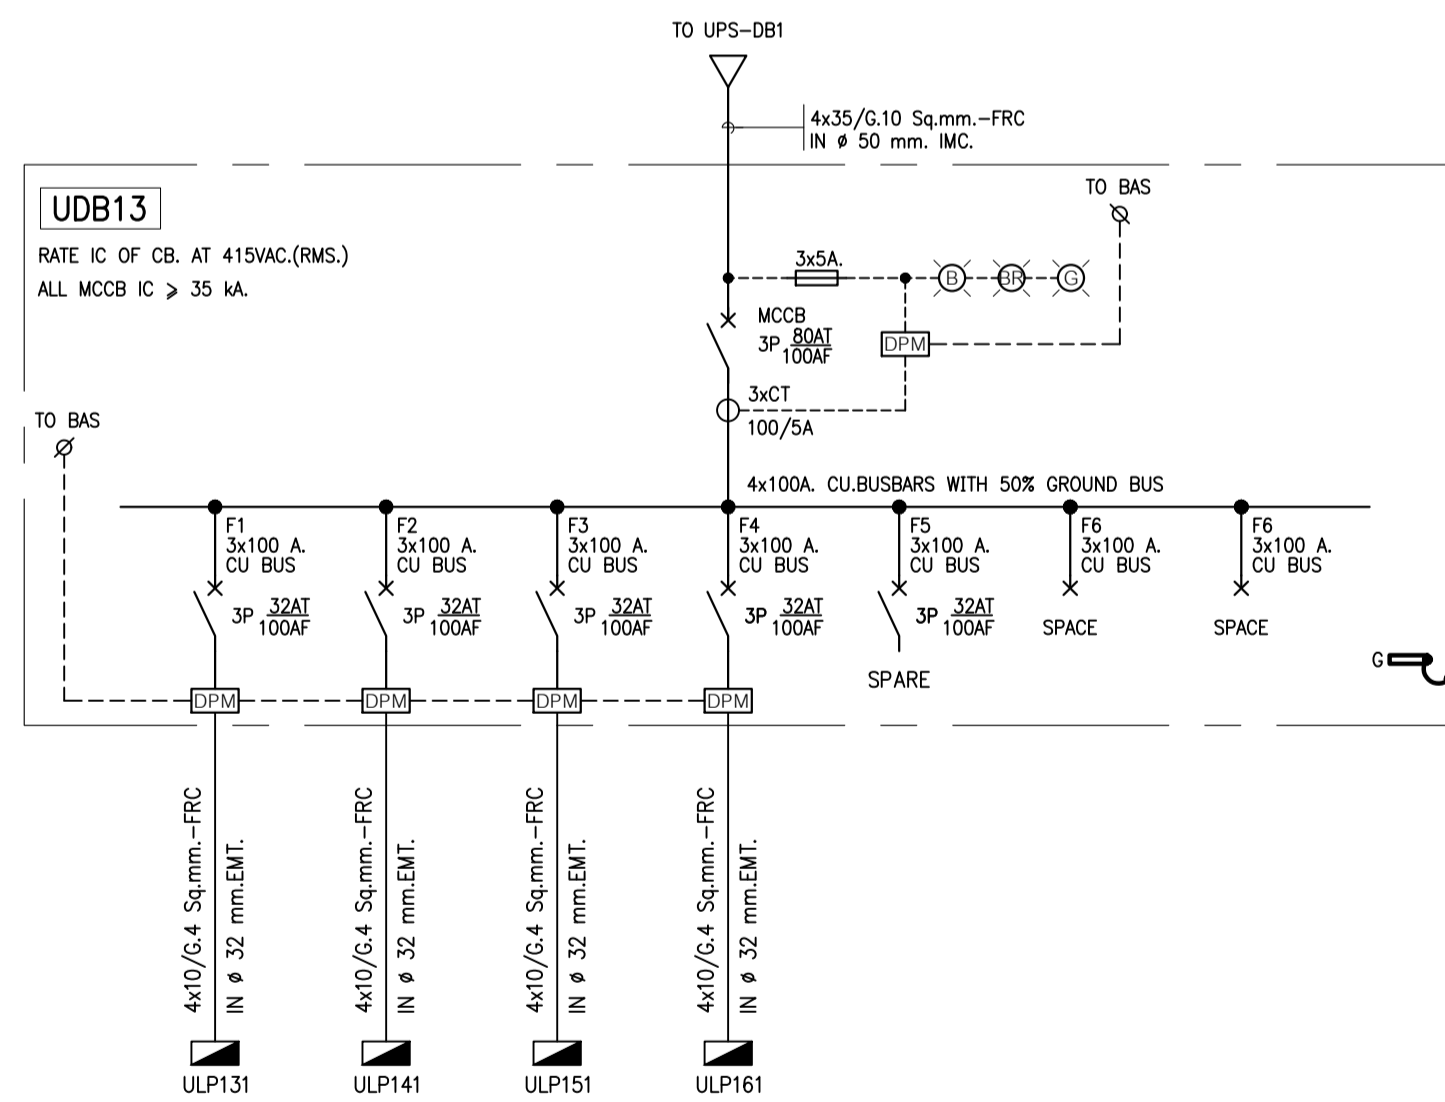 TO UPS-DB1
4x35/G.10 Sq.mm.-FRC
IN ø 50 mm. IMC.
UDB13
RATE IC OF CB. AT 415VAC.(RMS.)
ALL MCCB IC ⩾ 35 kA.
TO BAS
3x5A.
B
BR
G
MCCB
3P 80AT
100AF
DPM
3xCT
100/5A
TO BAS
4x100A. CU.BUSBARS WITH 50% GROUND BUS
F1
3x100 A.
CU BUS
3P 32AT
100AF
DPM
F2
3x100 A.
CU BUS
3P 32AT
100AF
DPM
F3
3x100 A.
CU BUS
3P 32AT
100AF
DPM
F4
3x100 A.
CU BUS
3P 32AT
100AF
DPM
F5
3x100 A.
CU BUS
3P 32AT
100AF
SPARE
F6
3x100 A.
CU BUS
SPACE
F6
3x100 A.
CU BUS
SPACE
G
4x10/G.4 Sq.mm.-FRC
IN ø 32 mm.EMT.
4x10/G.4 Sq.mm.-FRC
IN ø 32 mm.EMT.
4x10/G.4 Sq.mm.-FRC
IN ø 32 mm.EMT.
4x10/G.4 Sq.mm.-FRC
IN ø 32 mm.EMT.
ULP131
ULP141
ULP151
ULP161